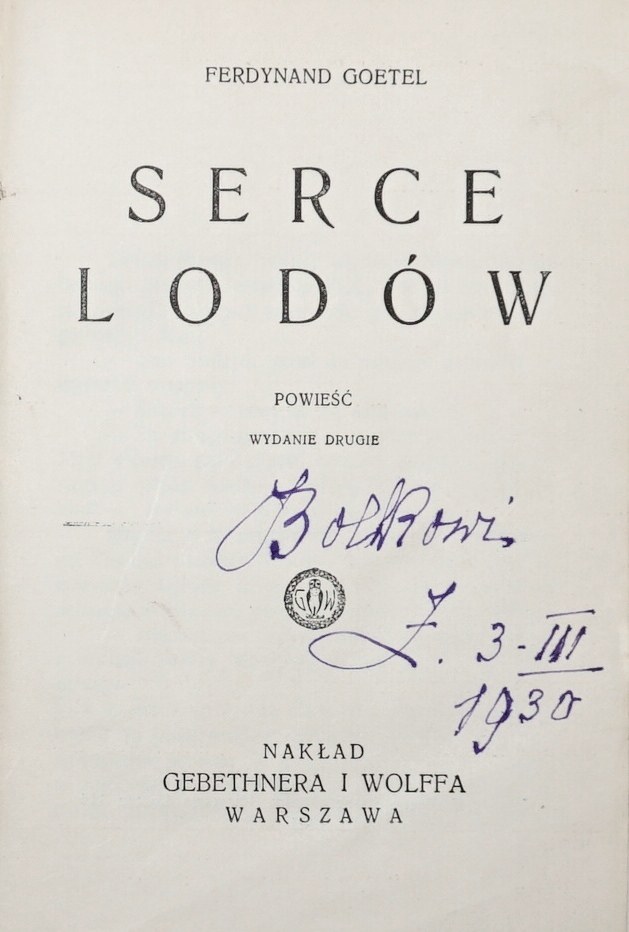 FERDYNAND GOETEL
SERCE
LODÓW
POWIEŚĆ
WYDANIE DRUGIE
Bolkowi
G W
Z. 3-III
1930
NAKŁAD
GEBETHNERA I WOLFFA
WARSZAWA